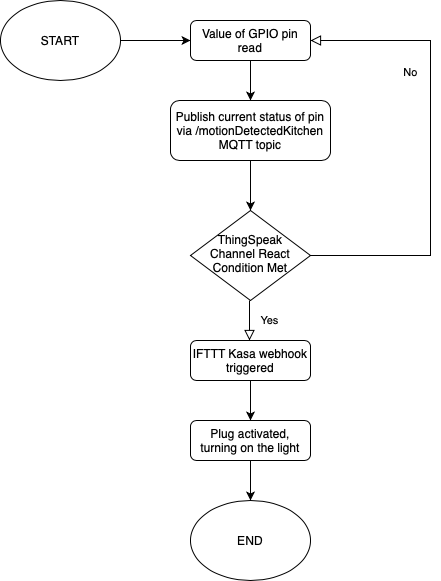 START
Value of GPIO pin
read
No
Publish current status of pin
via /motionDetectedKitchen
MQTT topic
ThingSpeak
Channel React
Condition Met
Yes
IFTTT Kasa webhook
triggered
Plug activated,
turning on the light
END